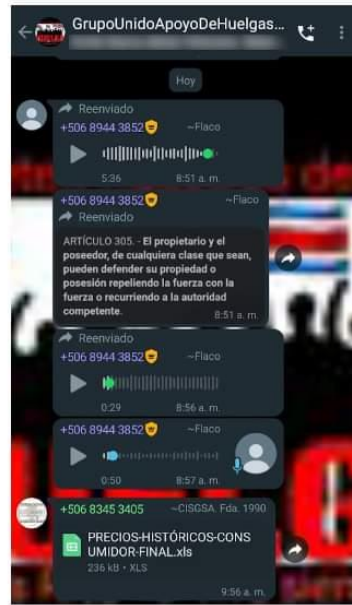 GrupoUnidoApoyoDeHuelgas...
Hoy
Reenviado
+506 8944 3852 ~Flaco
5:36 8:51 a. m.
+506 8944 3852 ~Flaco
Reenviado
ARTÍCULO 305. - El propietario y el
poseedor, de cualquiera clase que sean,
pueden defender su propiedad o
posesión repeliendo la fuerza con la
fuerza o recurriendo a la autoridad
competente.
8:51 a. m.
Reenviado
+506 8944 3852 ~Flaco
0:29 8:56 a. m.
+506 8944 3852 ~Flaco
0:50 8:57 a. m.
+506 8345 3405 ~CISGSA. Fda. 1990
PRECIOS-HISTÓRICOS-CONS
UMIDOR-FINAL.xls
236 kB • XLS
9:56 a. m.